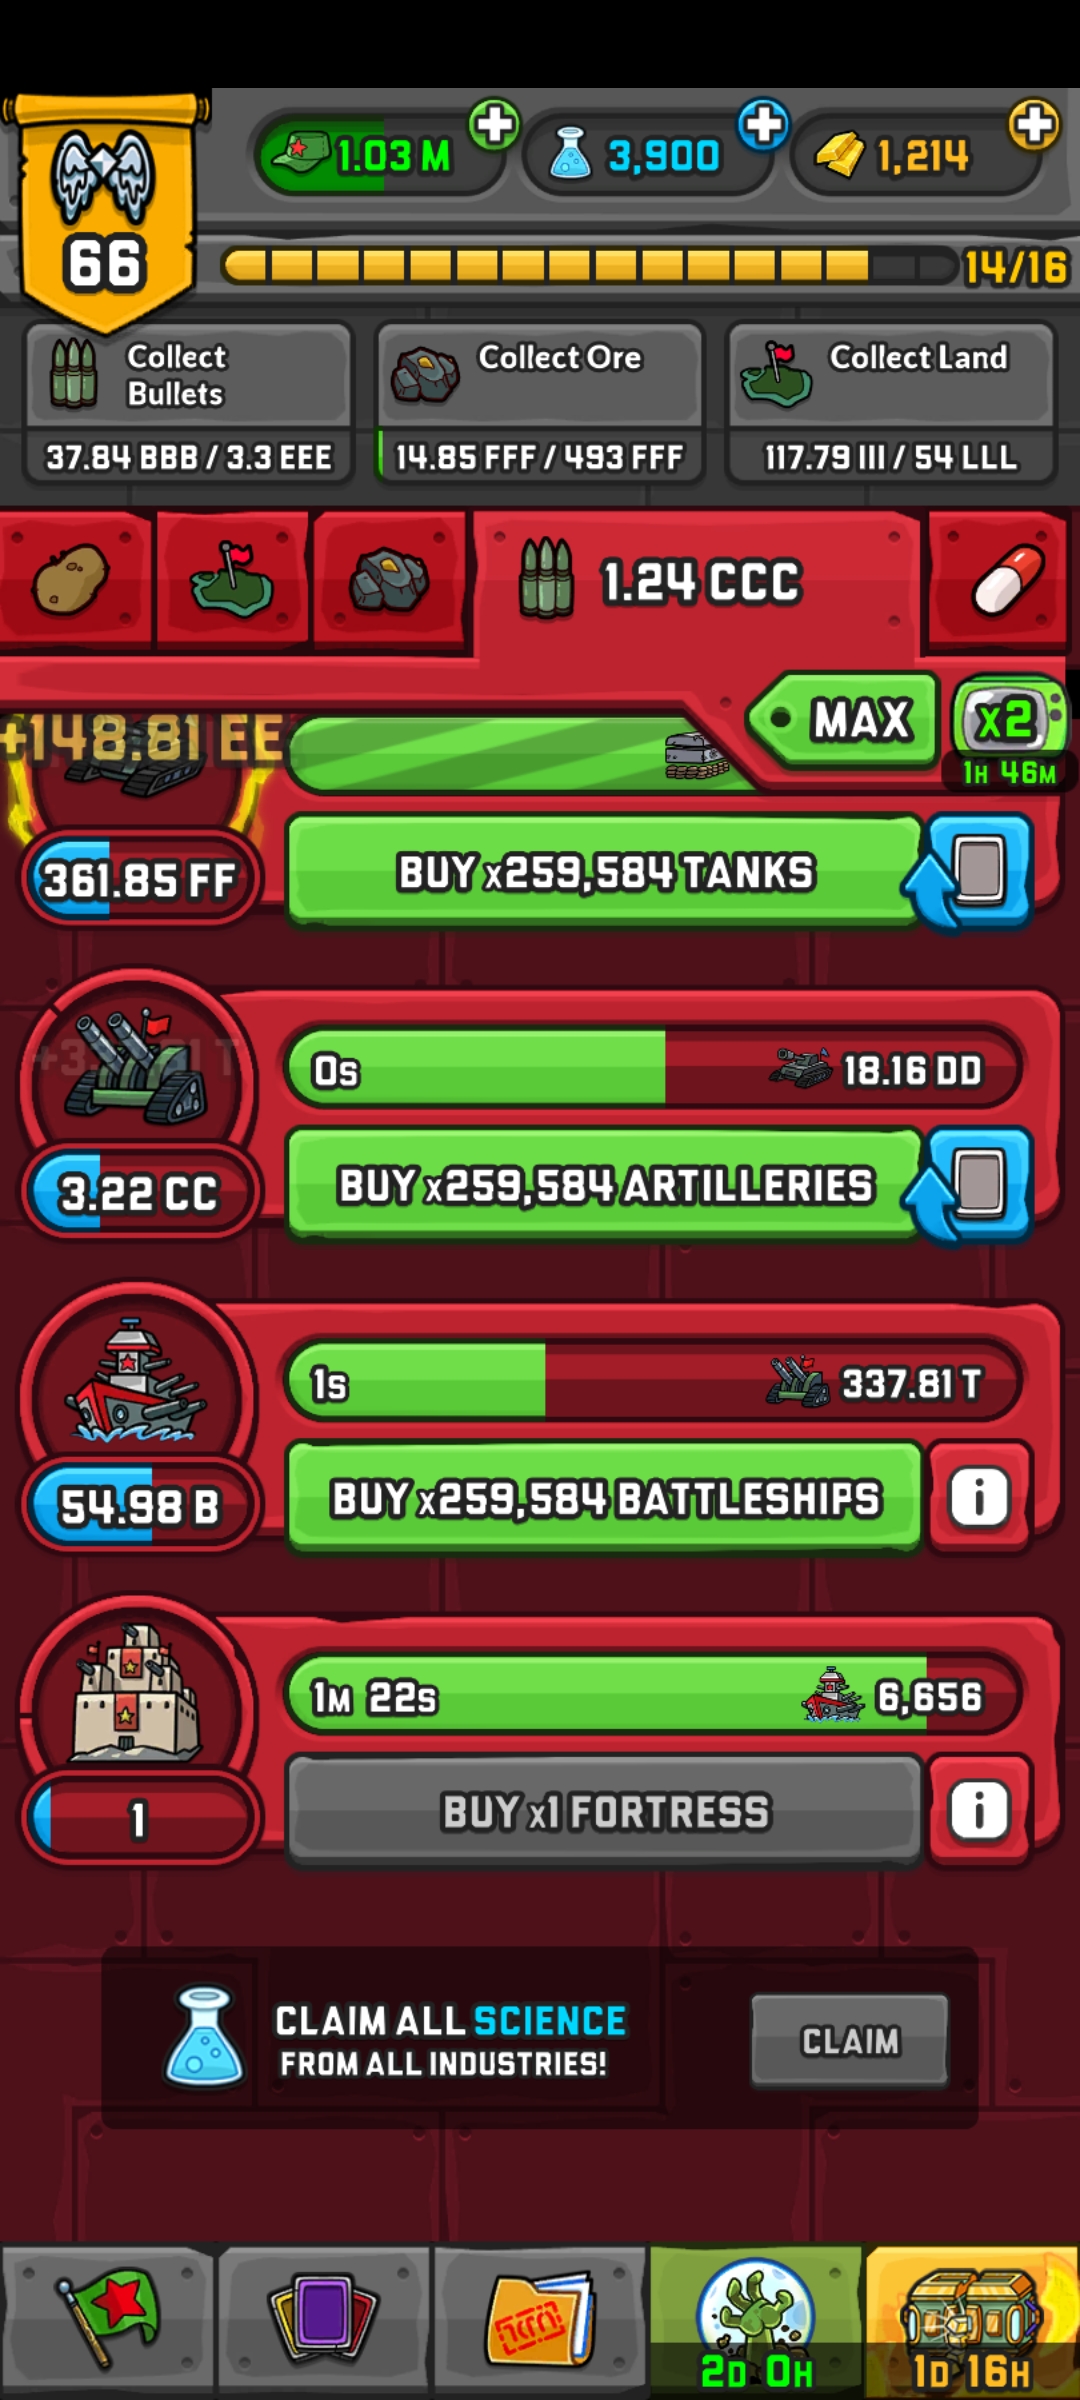 1.03 M
3,900
1,214
66
14/16
Collect
Bullets
Collect Ore
Collect Land
37.84 BBB / 3.3 EEE
14.85 FFF / 493 FFF
117.79 III / 54 LLL
1.24 CCC
MAX
x2
1H 46M
+148.81 EE
361.85 FF
BUY x259,584 TANKS
0s
18.16 DD
3.22 CC
BUY x259,584 ARTILLERIES
1s
337.81 T
54.98 B
BUY x259,584 BATTLESHIPS
i
1M 22s
6,656
1
BUY x1 FORTRESS
i
CLAIM ALL SCIENCE
FROM ALL INDUSTRIES!
CLAIM
2D 0H
1D 16H